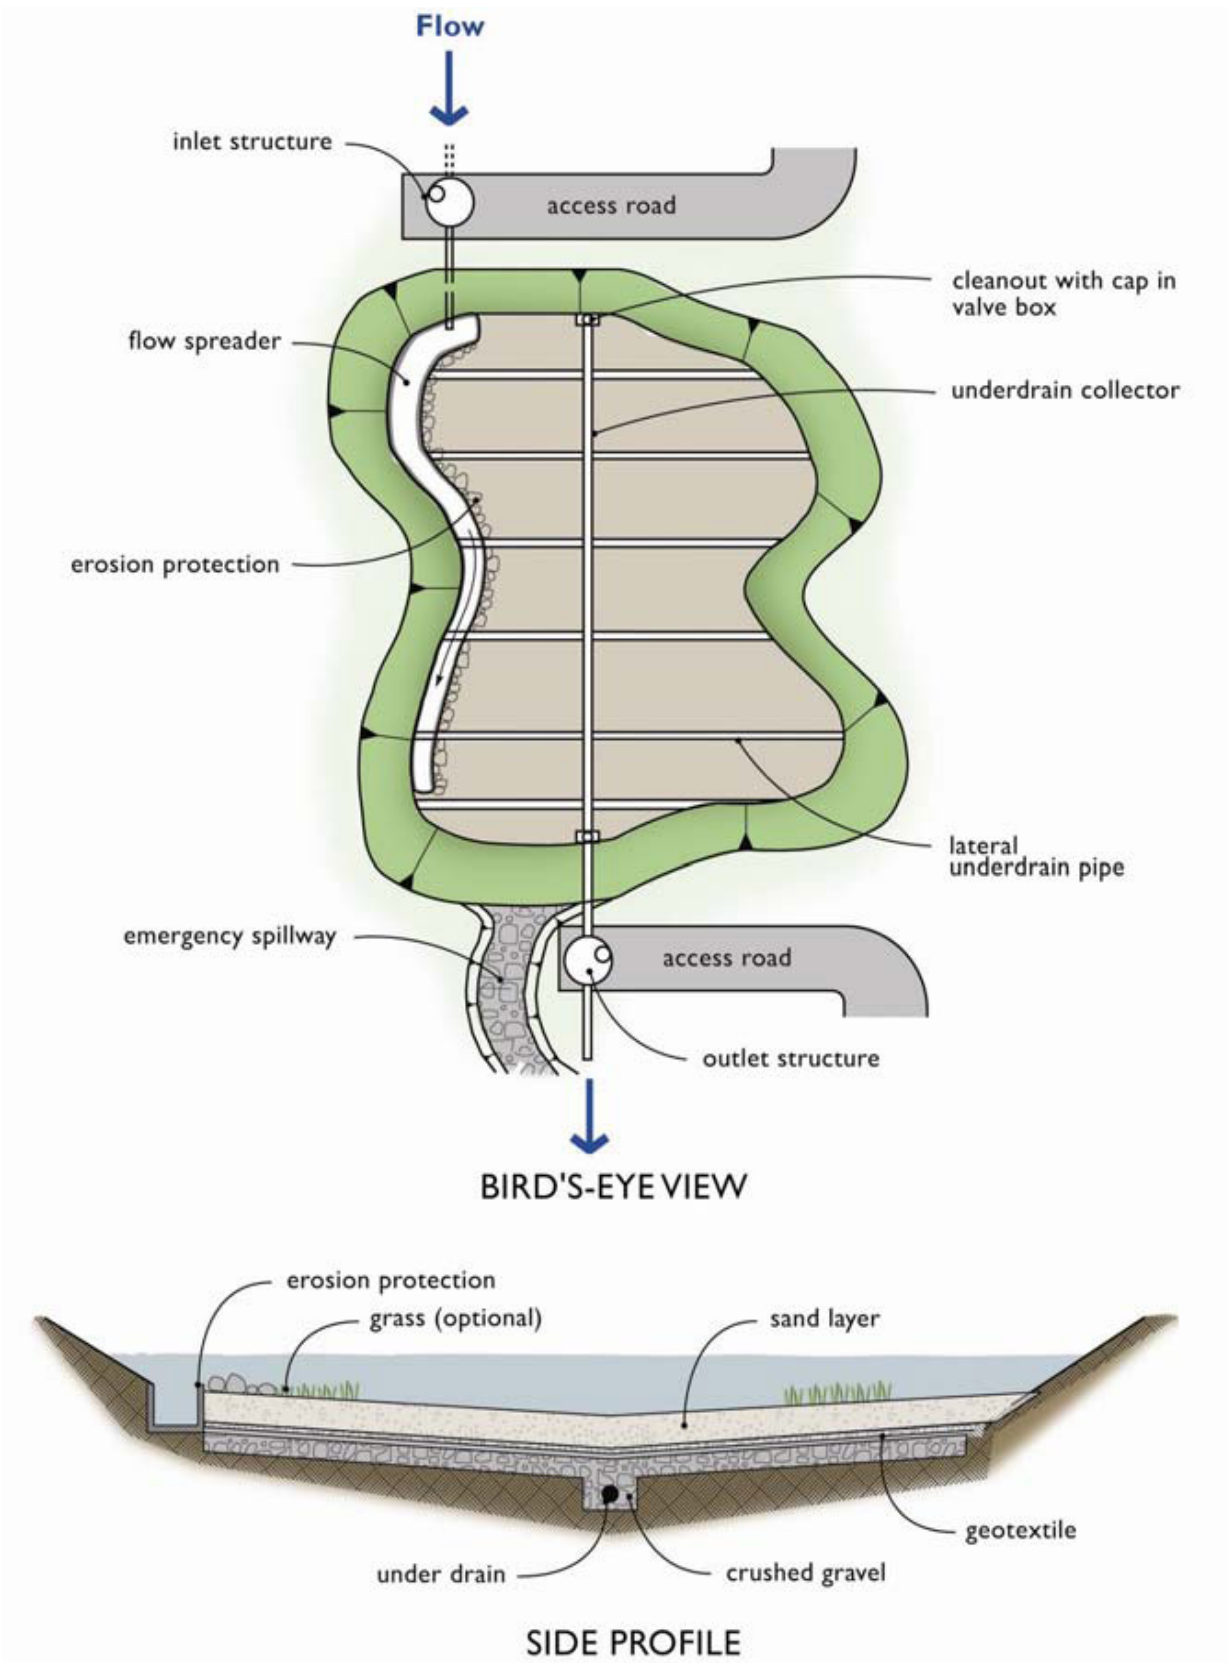 Flow
inlet structure
access road
cleanout with cap in
valve box
flow spreader
underdrain collector
erosion protection
lateral
underdrain pipe
emergency spillway
access road
outlet structure
BIRD'S-EYE VIEW
erosion protection
grass (optional)
sand layer
geotextile
under drain
crushed gravel
SIDE PROFILE